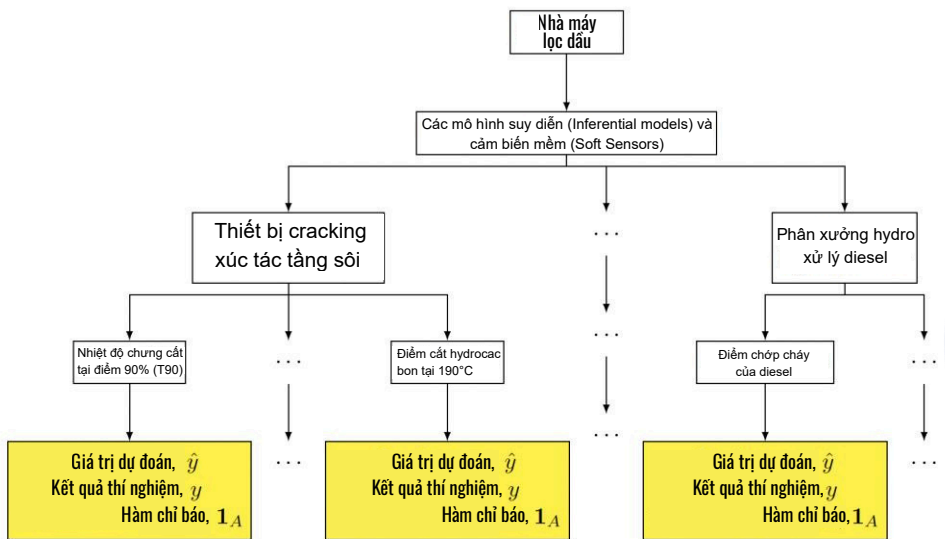 Nhà máy
lọc dầu
Các mô hình suy diễn (Inferential models) và
cảm biến mềm (Soft Sensors)
Thiết bị cracking
xúc tác tầng sôi
...
Phân xưởng hydro
xử lý diesel
Nhiệt độ chưng cất
tại điểm 90% (T90)
...
Điểm cắt hydrocac
bon tại 190°C
...
Điểm chớp cháy
của diesel
...
Giá trị dự đoán, ŷ
Kết quả thí nghiệm, y
Hàm chỉ báo, 1_A
...
Giá trị dự đoán, ŷ
Kết quả thí nghiệm, y
Hàm chỉ báo, 1_A
...
Giá trị dự đoán, ŷ
Kết quả thí nghiệm, y
Hàm chỉ báo, 1_A
...